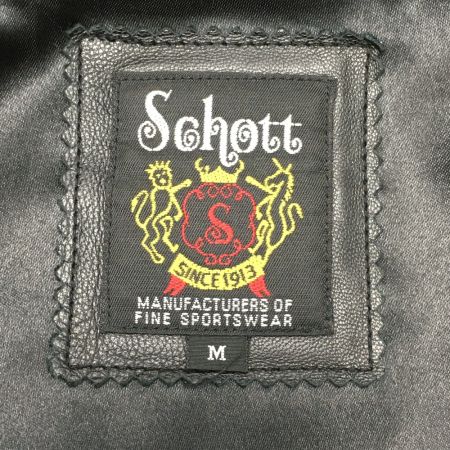 Schott
S
SINCE 1913
MANUFACTURERS OF
FINE SPORTSWEAR
M